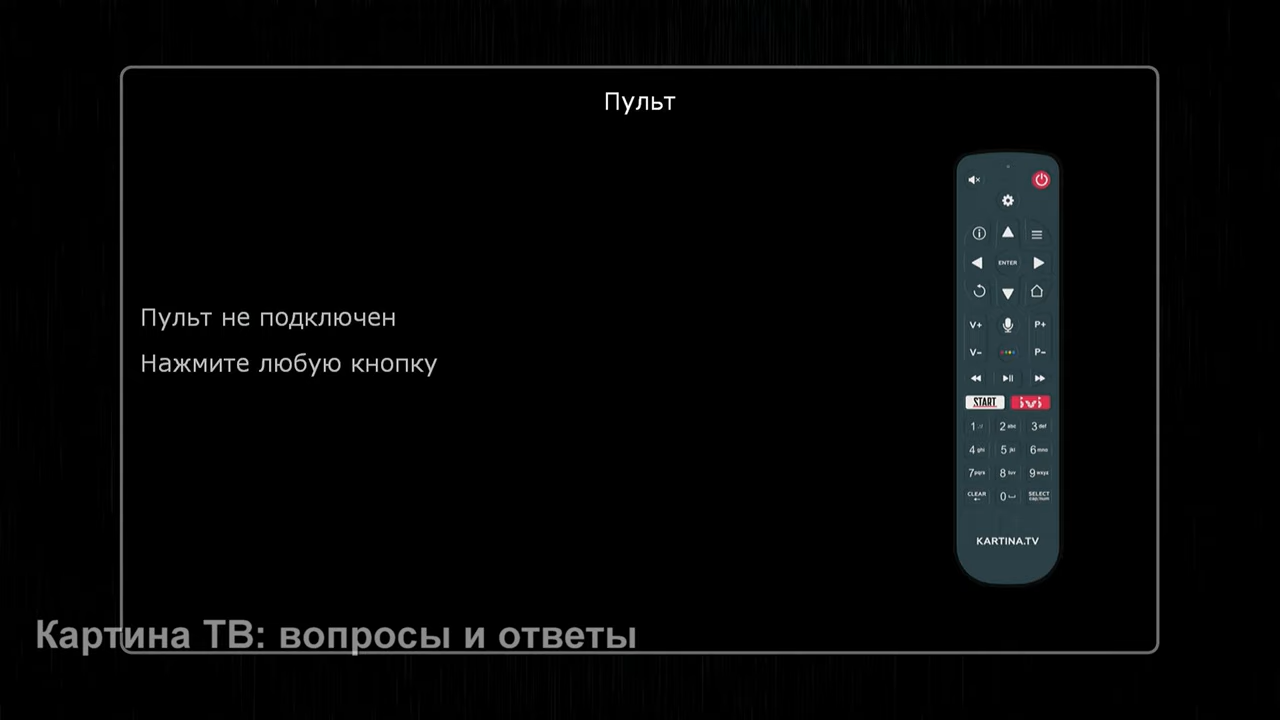 Пульт
Пульт не подключен
Нажмите любую кнопку
ENTER
V+ P+
V− P−
START ivi
1 2 abc 3 def
4 ghi 5 jkl 6 mno
7 pqrs 8 tuv 9 wxyz
CLEAR 0 SELECT
KARTINA.TV
Картина ТВ: вопросы и ответы